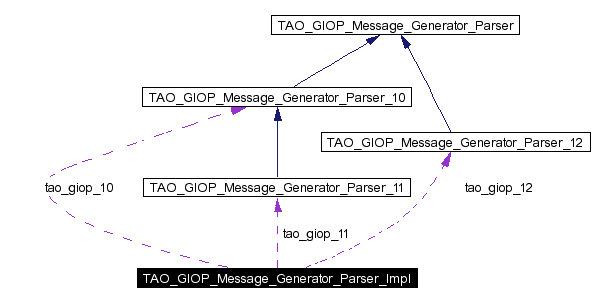 TAO_GIOP_Message_Generator_Parser
TAO_GIOP_Message_Generator_Parser_10
TAO_GIOP_Message_Generator_Parser_12
tao_giop_10
TAO_GIOP_Message_Generator_Parser_11
tao_giop_12
tao_giop_11
TAO_GIOP_Message_Generator_Parser_Impl